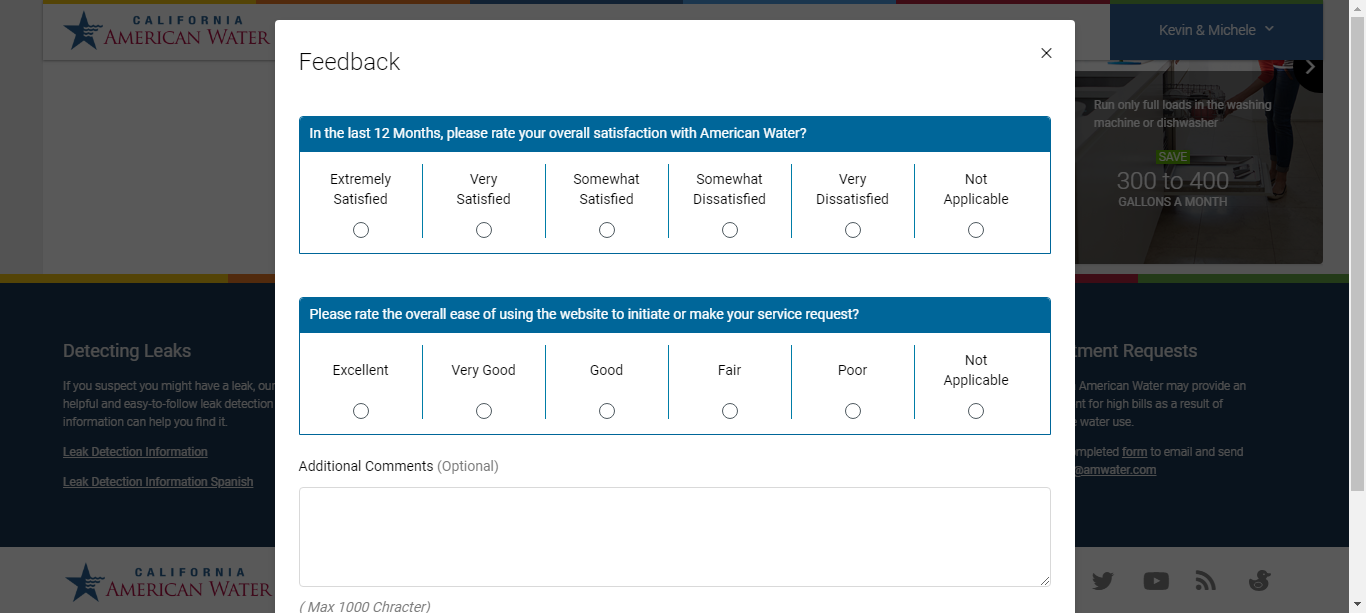 CALIFORNIA
AMERICAN WATER
Kevin & Michele
Feedback
Run only full loads in the washing
machine or dishwasher
SAVE
300 to 400
GALLONS A MONTH
In the last 12 Months, please rate your overall satisfaction with American Water?
Extremely Satisfied
Very Satisfied
Somewhat Satisfied
Somewhat Dissatisfied
Very Dissatisfied
Not Applicable
Please rate the overall ease of using the website to initiate or make your service request?
Excellent
Very Good
Good
Fair
Poor
Not Applicable
Additional Comments (Optional)
( Max 1000 Chracter)
Detecting Leaks
If you suspect you might have a leak, our
helpful and easy-to-follow leak detection
information can help you find it.
Leak Detection Information
Leak Detection Information Spanish
tment Requests
American Water may provide an
nt for high bills as a result of
water use.
mpleted form to email and send
@amwater.com
CALIFORNIA
AMERICAN WATER